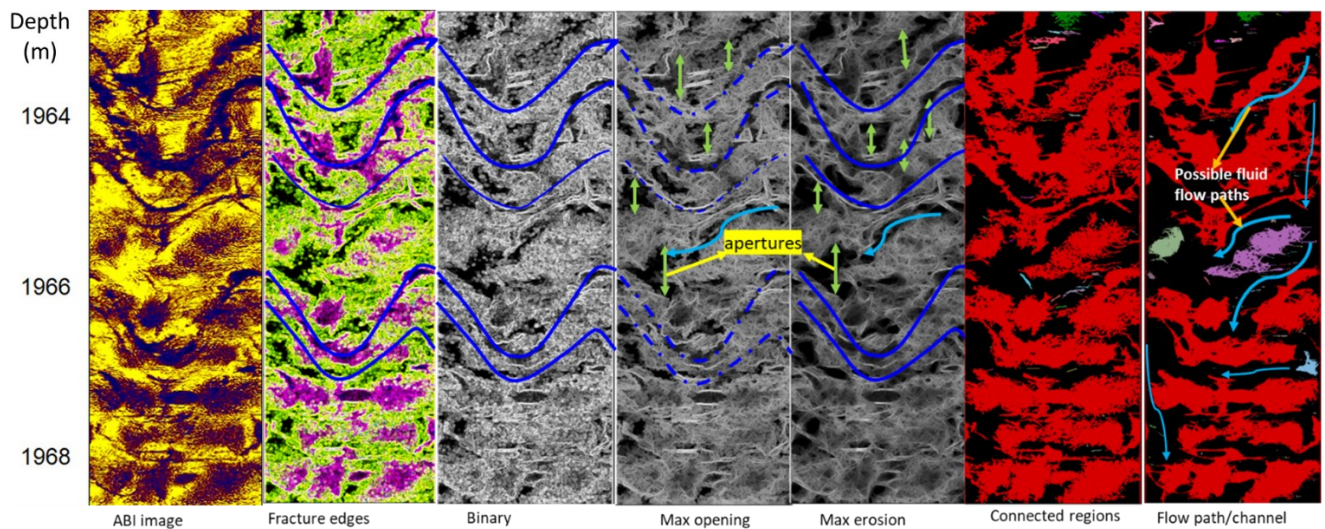 Depth
(m)
1964
1966
1968
apertures
Possible fluid
flow paths
ABI image
Fracture edges
Binary
Max opening
Max erosion
Connected regions
Flow path/channel